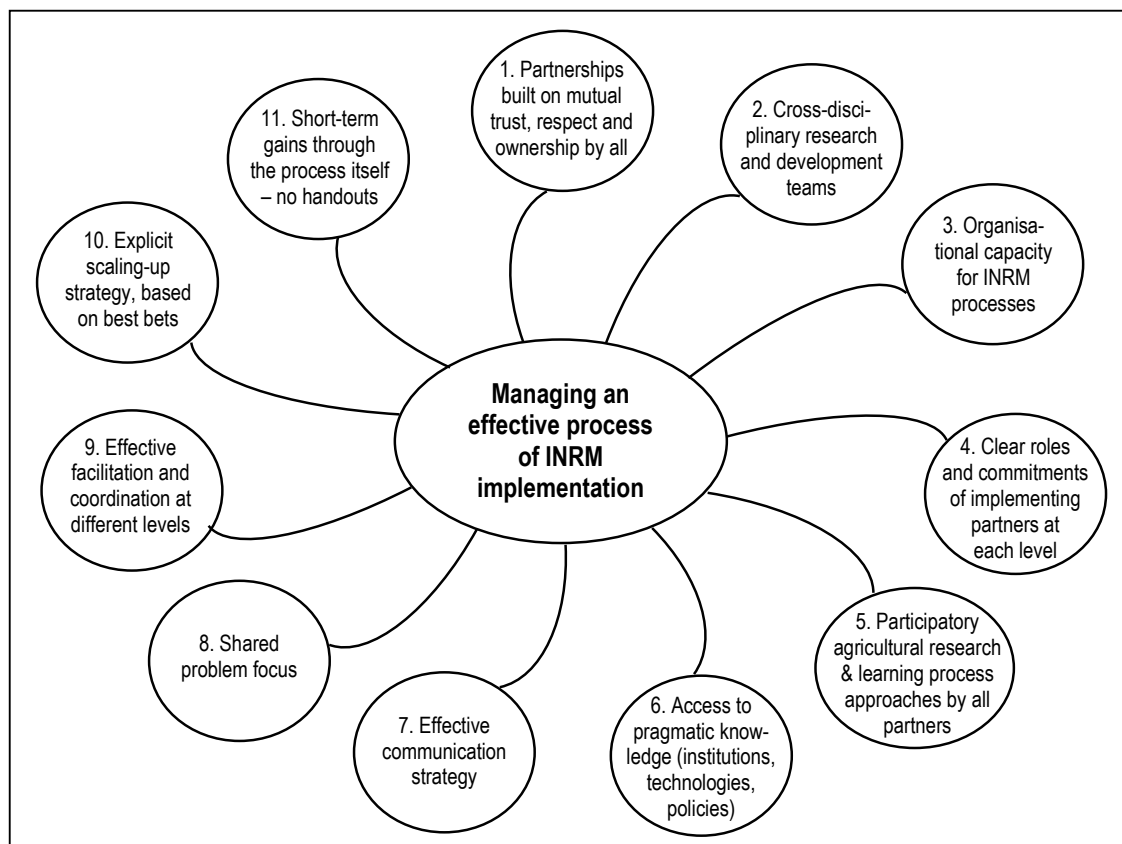 1. Partnerships
built on mutual
trust, respect and
ownership by all
2. Cross-disci-
plinary research
and development
teams
3. Organisa-
tional capacity
for INRM
processes
4. Clear roles
and commitments
of implementing
partners at
each level
5. Participatory
agricultural research
& learning process
approaches by all
partners
6. Access to
pragmatic know-
ledge (institutions,
technologies,
policies)
7. Effective
communication
strategy
8. Shared
problem focus
9. Effective
facilitation and
coordination at
different levels
10. Explicit
scaling-up
strategy, based
on best bets
11. Short-term
gains through
the process itself
– no handouts
Managing an
effective process
of INRM
implementation